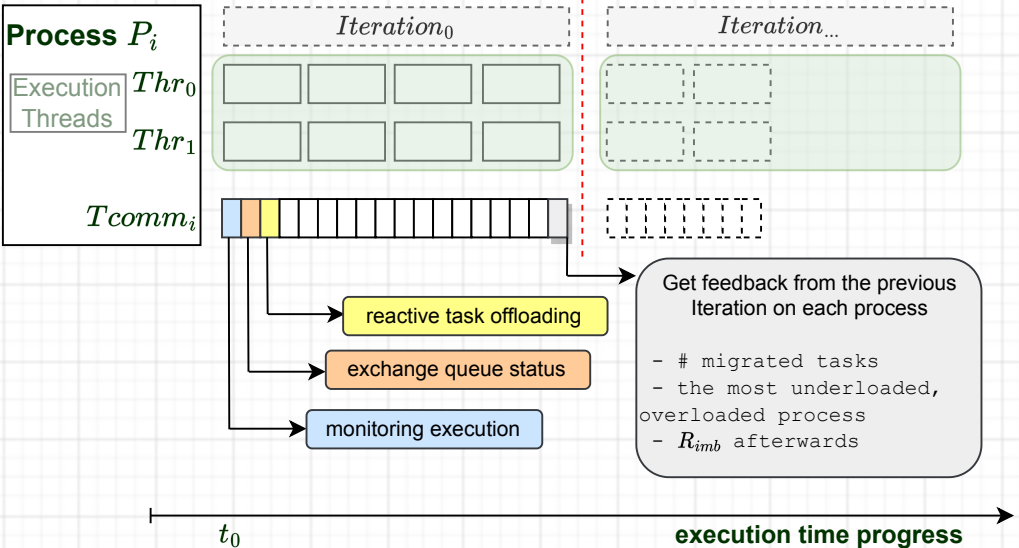 Process P_i
Iteration_0
Iteration_...
Execution
Threads
Thr_0
Thr_1
Tcomm_i
Get feedback from the previous
Iteration on each process
- # migrated tasks
- the most underloaded,
overloaded process
- R_imb afterwards
reactive task offloading
exchange queue status
monitoring execution
t_0
execution time progress